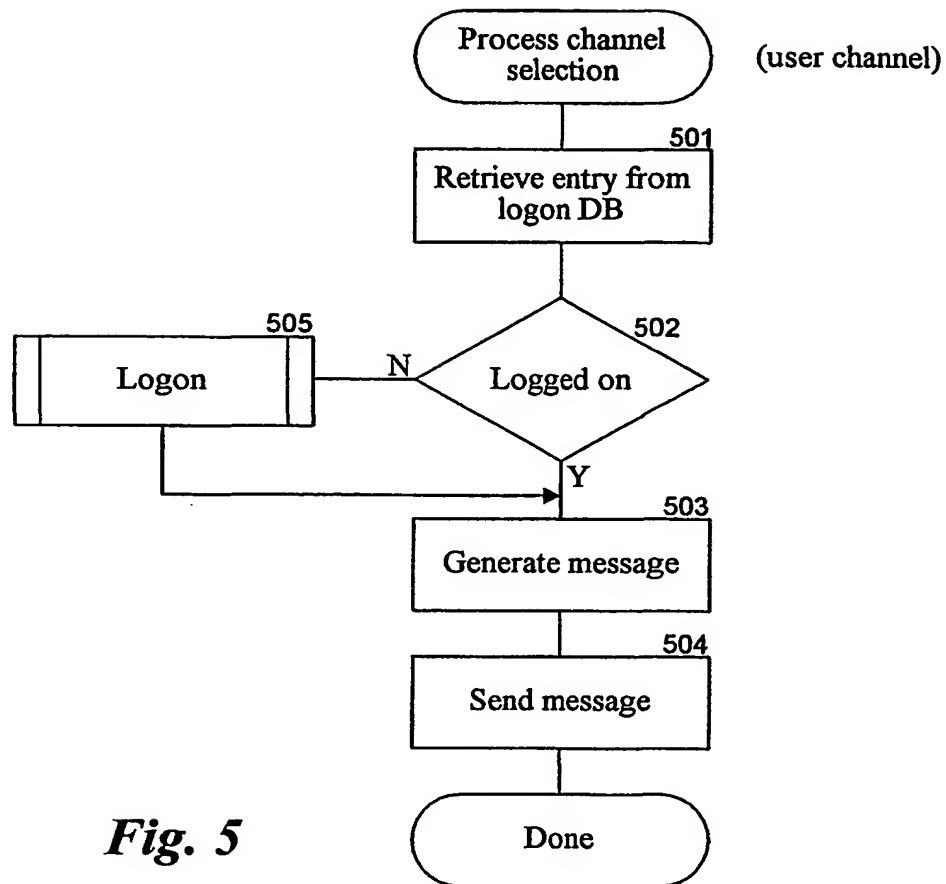 Process channel
selection
(user channel)
501
Retrieve entry from
logon DB
502
Logged on
N
505
Logon
Y
503
Generate message
504
Send message
Done
Fig. 5